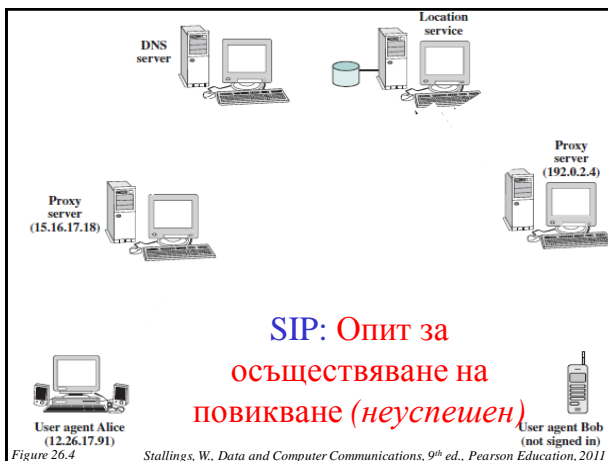 Location
service
DNS
server
Proxy
server
(192.0.2.4)
Proxy
server
(15.16.17.18)
SIP: Опит за
осъществяване на
повикване (неуспешен)
User agent Alice
(12.26.17.91)
User agent Bob
(not signed in)
Figure 26.4
Stallings, W., Data and Computer Communications, 9th ed., Pearson Education, 2011